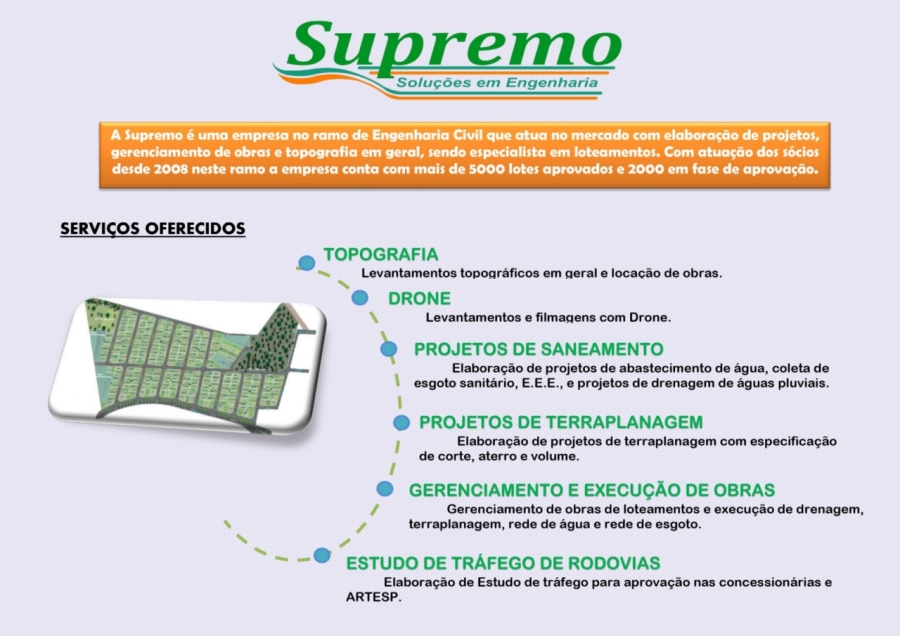 Supremo
Soluções em Engenharia
A Supremo é uma empresa no ramo de Engenharia Civil que atua no mercado com elaboração de projetos,
gerenciamento de obras e topografia em geral, sendo especialista em loteamentos. Com atuação dos sócios
desde 2008 neste ramo a empresa conta com mais de 5000 lotes aprovados e 2000 em fase de aprovação.
SERVIÇOS OFERECIDOS
TOPOGRAFIA
Levantamentos topográficos em geral e locação de obras.
DRONE
Levantamentos e filmagens com Drone.
PROJETOS DE SANEAMENTO
Elaboração de projetos de abastecimento de água, coleta de
esgoto sanitário, E.E.E., e projetos de drenagem de águas pluviais.
PROJETOS DE TERRAPLANAGEM
Elaboração de projetos de terraplanagem com especificação
de corte, aterro e volume.
GERENCIAMENTO E EXECUÇÃO DE OBRAS
Gerenciamento de obras de loteamentos e execução de drenagem,
terraplanagem, rede de água e rede de esgoto.
ESTUDO DE TRÁFEGO DE RODOVIAS
Elaboração de Estudo de tráfego para aprovação nas concessionárias e
ARTESP.